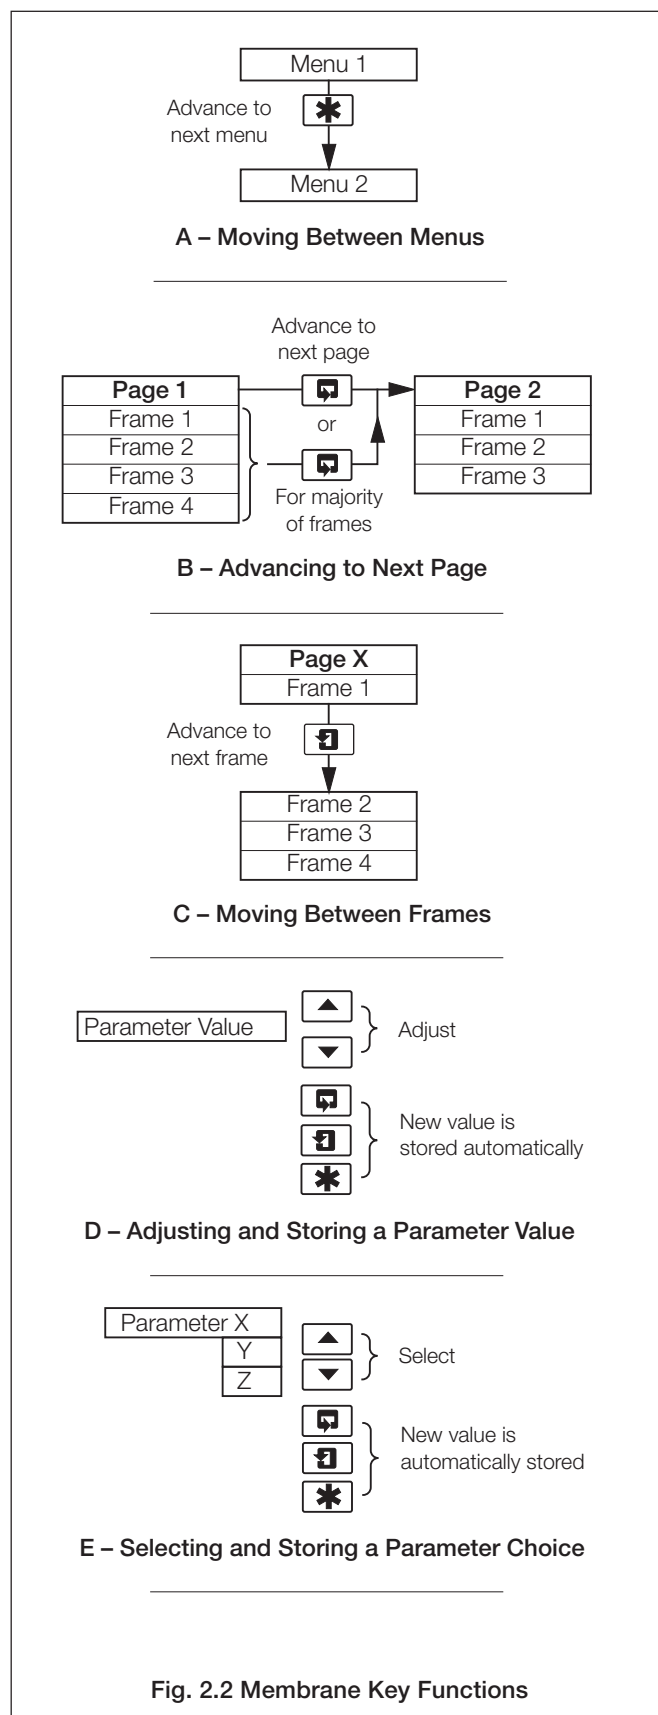 Menu 1
Advance to
next menu
Menu 2
A – Moving Between Menus
Advance to
next page
Page 1
Frame 1
Frame 2
Frame 3
Frame 4
or
For majority
of frames
Page 2
Frame 1
Frame 2
Frame 3
B – Advancing to Next Page
Page X
Frame 1
Advance to
next frame
Frame 2
Frame 3
Frame 4
C – Moving Between Frames
Parameter Value
Adjust
New value is
stored automatically
D – Adjusting and Storing a Parameter Value
Parameter X
Y
Z
Select
New value is
automatically stored
E – Selecting and Storing a Parameter Choice
Fig. 2.2 Membrane Key Functions